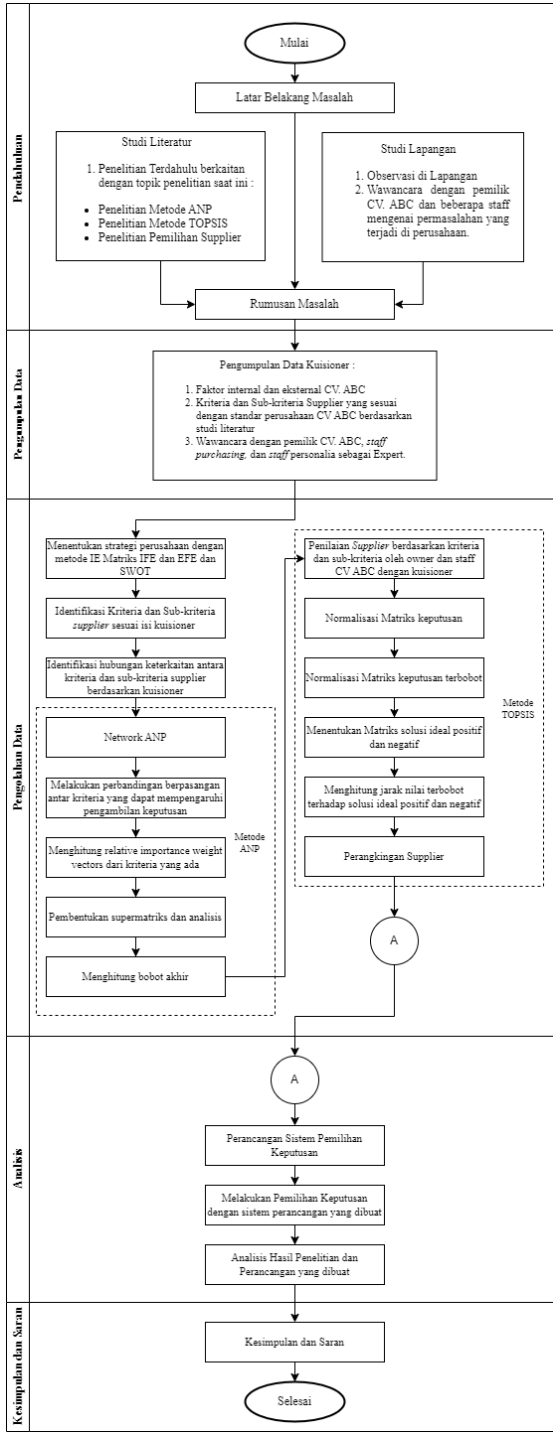 Pendahuluan
Mulai
Latar Belakang Masalah
Studi Literatur
1. Penelitian Terdahulu berkaitan
dengan topik penelitian saat ini :
• Penelitian Metode ANP
• Penelitian Metode TOPSIS
• Penelitian Pemilihan Supplier
Studi Lapangan
1. Observasi di Lapangan
2. Wawancara dengan pemilik
CV. ABC dan beberapa staff
mengenai permasalahan yang
terjadi di perusahaan.
Rumusan Masalah
Pengumpulan Data
Pengumpulan Data Kuisioner :
1. Faktor internal dan eksternal CV. ABC
2. Kriteria dan Sub-kriteria Supplier yang sesuai
dengan standar perusahaan CV ABC berdasarkan
studi literatur
3. Wawancara dengan pemilik CV. ABC, staff
purchasing, dan staff personalia sebagai Expert.
Pengolahan Data
Menentukan strategi perusahaan dengan
metode IE Matriks IFE dan EFE dan
SWOT
Identifikasi Kriteria dan Sub-kriteria
supplier sesuai isi kuisioner
Identifikasi hubungan keterkaitan antara
kriteria dan sub-kriteria supplier
berdasarkan kuisioner
Network ANP
Melakukan perbandingan berpasangan
antar kriteria yang dapat mempengaruhi
pengambilan keputusan
Menghitung relative importance weight
vectors dari kriteria yang ada
Pembentukan supermatriks dan analisis
Menghitung bobot akhir
Metode
ANP
Penilaian Supplier berdasarkan kriteria
dan sub-kriteria oleh owner dan staff
CV ABC dengan kuisioner
Normalisasi Matriks keputusan
Normalisasi Matriks keputusan terbobot
Menentukan Matriks solusi ideal positif
dan negatif
Menghitung jarak nilai terbobot
terhadap solusi ideal positif dan negatif
Perangkingan Supplier
Metode
TOPSIS
A
Analisis
A
Perancangan Sistem Pemilihan
Keputusan
Melakukan Pemilihan Keputusan
dengan sistem perancangan yang dibuat
Analisis Hasil Penelitian dan
Perancangan yang dibuat
Kesimpulan dan Saran
Kesimpulan dan Saran
Selesai